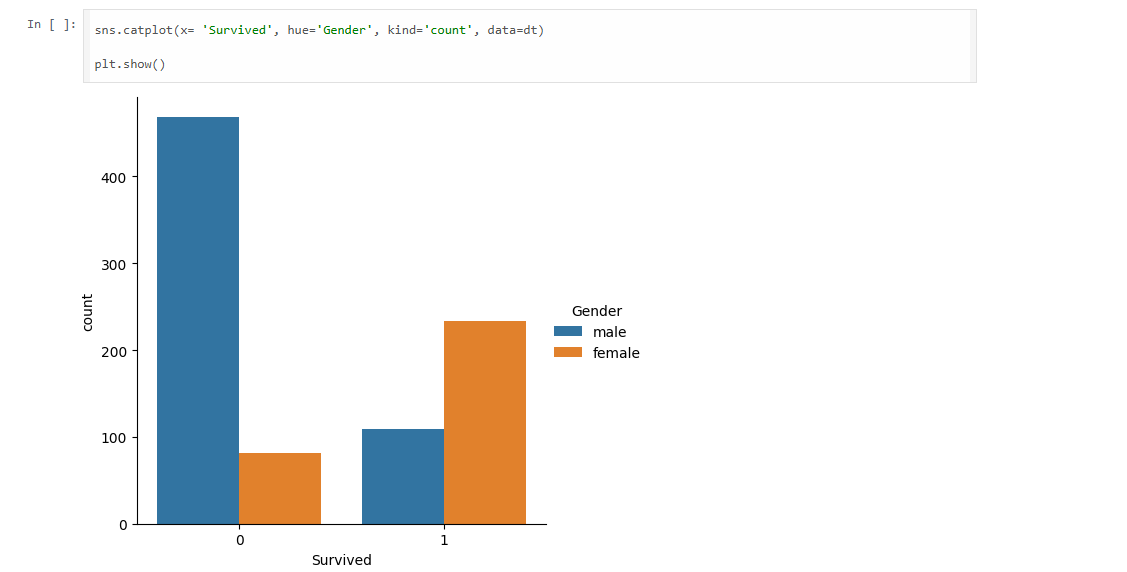 In [ ]:
sns.catplot(x= 'Survived', hue='Gender', kind='count', data=dt)
plt.show()
400
300
200
100
0
count
0 1
Survived
Gender
male
female